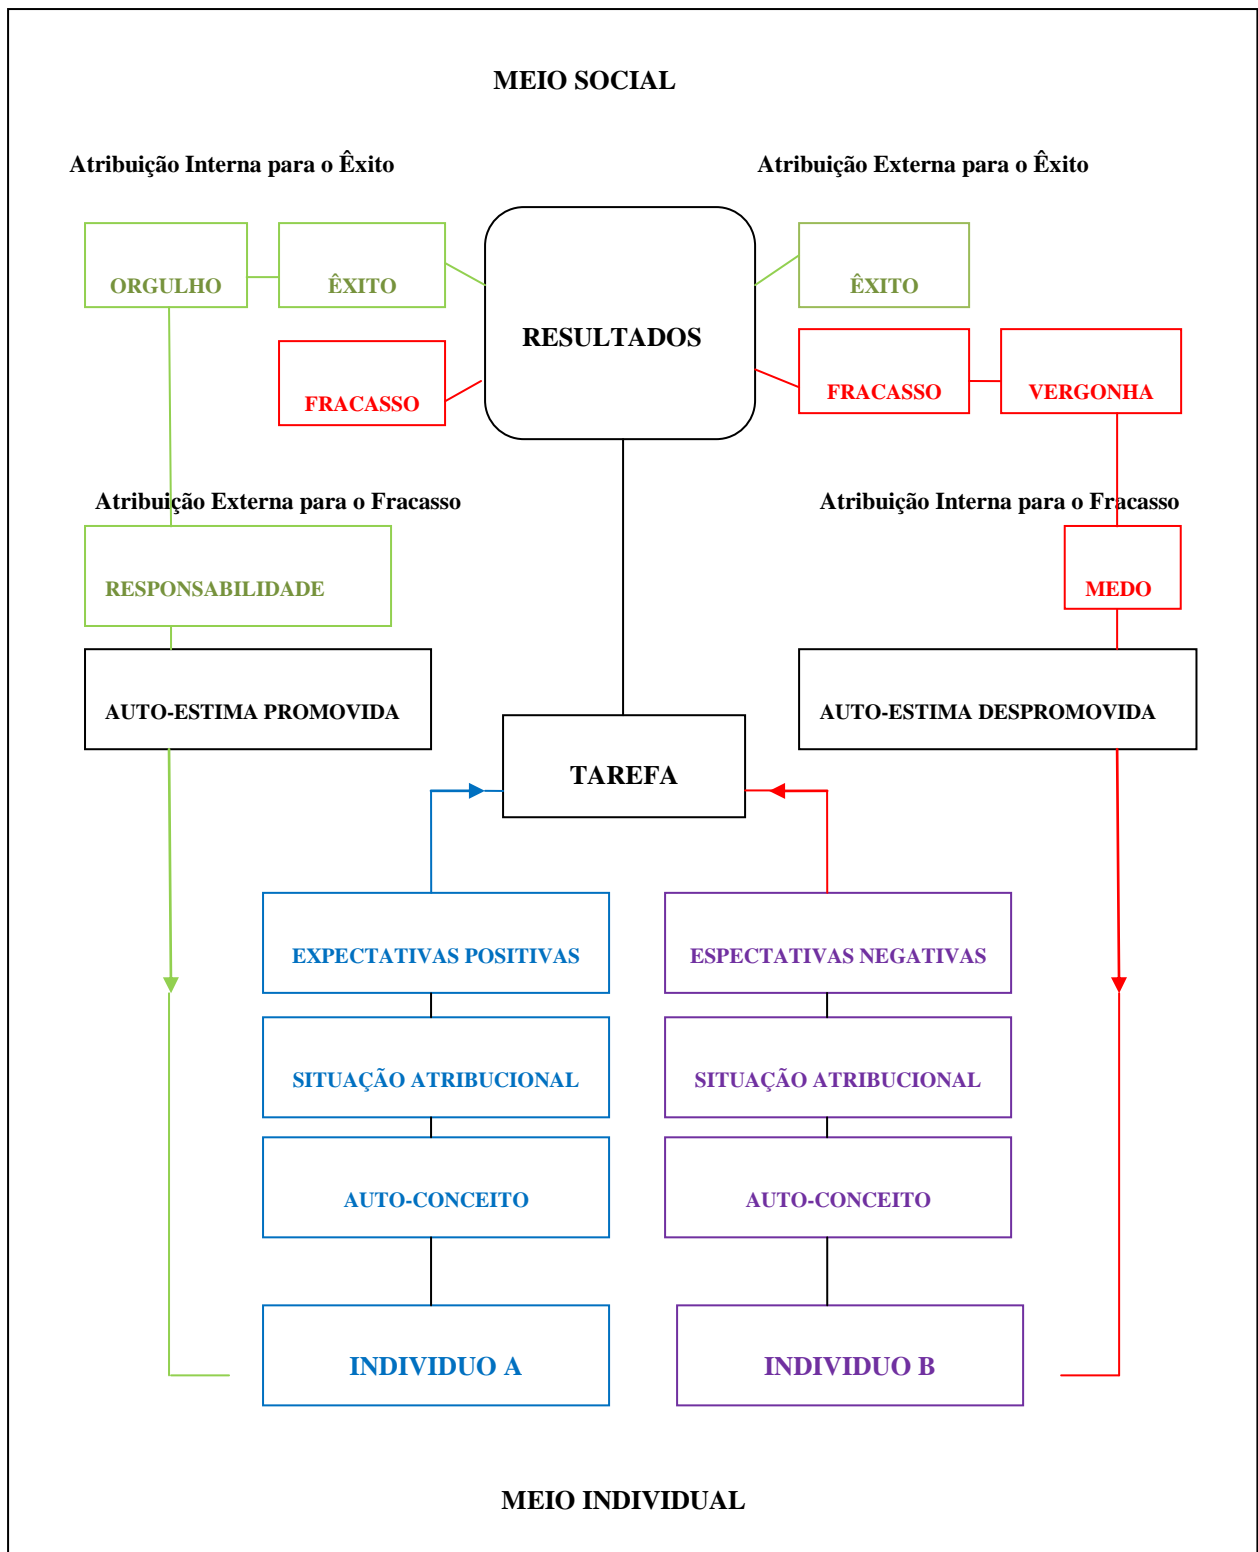 MEIO SOCIAL
Atribuição Interna para o Êxito
Atribuição Externa para o Êxito
ORGULHO
ÊXITO
ÊXITO
RESULTADOS
FRACASSO
FRACASSO
VERGONHA
Atribuição Externa para o Fracasso
Atribuição Interna para o Fracasso
RESPONSABILIDADE
MEDO
AUTO-ESTIMA PROMOVIDA
AUTO-ESTIMA DESPROMOVIDA
TAREFA
EXPECTATIVAS POSITIVAS
ESPECTATIVAS NEGATIVAS
SITUAÇÃO ATRIBUCIONAL
SITUAÇÃO ATRIBUCIONAL
AUTO-CONCEITO
AUTO-CONCEITO
INDIVIDUO A
INDIVIDUO B
MEIO INDIVIDUAL